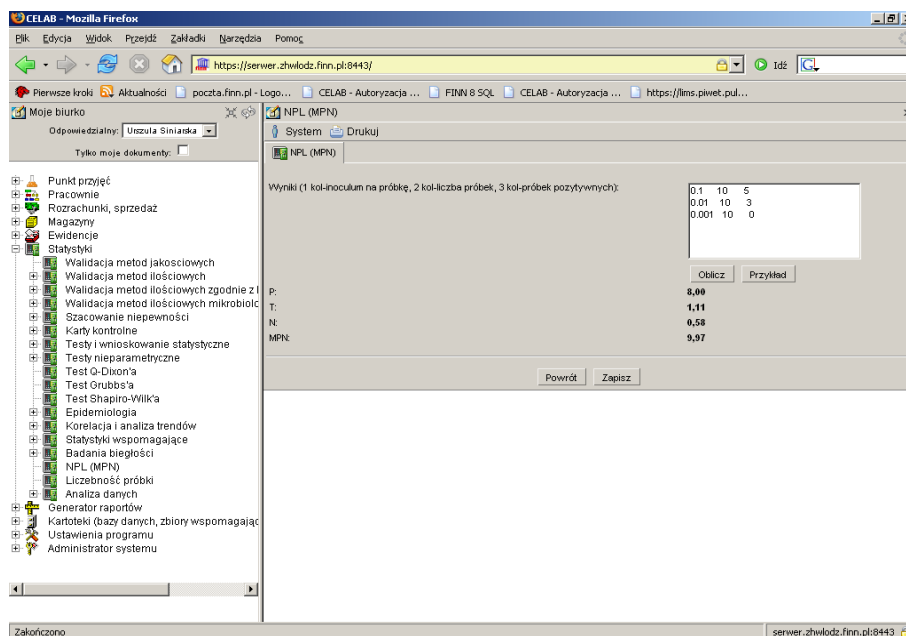 CELAB - Mozilla Firefox
Plik Edycja Widok Przejdź Zakładki Narzędzia Pomoc
https://serwer.zhwlodz.finn.pl:8443/ Idź
Pierwsze kroki Aktualności poczta.finn.pl - Logo... CELAB - Autoryzacja ... FINN 8 SQL CELAB - Autoryzacja ... https://lims.piwet.pul...
Moje biurko
Odpowiedzialny: Urszula Siniarska
Tylko moje dokumenty:
Punkt przyjęć
Pracownie
Rozrachunki, sprzedaż
Magazyny
Ewidencje
Statystyki
Walidacja metod jakosciowych
Walidacja metod ilościowych
Walidacja metod ilościowych zgodnie z I
Walidacja metod ilościowych mikrobiolc
Szacowanie niepewności
Karty kontrolne
Testy i wnioskowanie statystyczne
Testy nieparametryczne
Test Q-Dixon'a
Test Grubbs'a
Test Shapiro-Wilk'a
Epidemiologia
Korelacja i analiza trendów
Statystyki wspomagające
Badania biegłości
NPL (MPN)
Liczebność próbki
Analiza danych
Generator raportów
Kartoteki (bazy danych, zbiory wspomagając
Ustawienia programu
Administrator systemu
NPL (MPN)
System Drukuj
NPL (MPN)
Wyniki (1 kol-inoculum na próbkę, 2 kol-liczba próbek, 3 kol-próbek pozytywnych):
0.1 10 5
0.01 10 3
0.001 10 0
Oblicz Przykład
P: 8,00
T: 1,11
N: 0,58
MPN: 9,97
Powrót Zapisz
Zakończono serwer.zhwlodz.finn.pl:8443